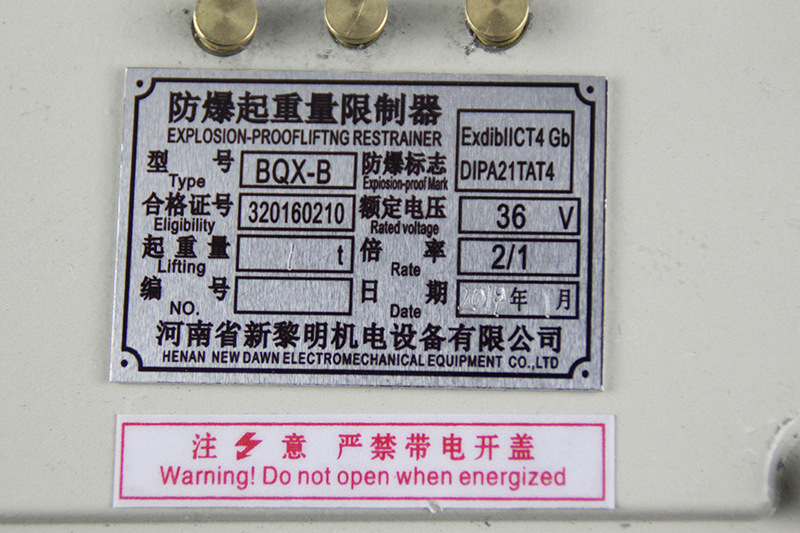 防爆起重量限制器
EXPLOSION-PROOFLIFTNG RESTRAINER
ExdibIICT4 Gb
DIPA21TAT4
型 号 BQX-B 防爆标志
Type Explosion-proof Mark
合格证号 320160210 额定电压 36 V
Eligibility Rated voltage
起重量 1 t 倍 率 2/1
Lifting Rate
编 号 日 期 年 1 月
NO. Date
河南省新黎明机电设备有限公司
HENAN NEW DAWN ELECTROMECHANICAL EQUIPMENT CO.,LTD
注 意 严禁带电开盖
Warning! Do not open when energized